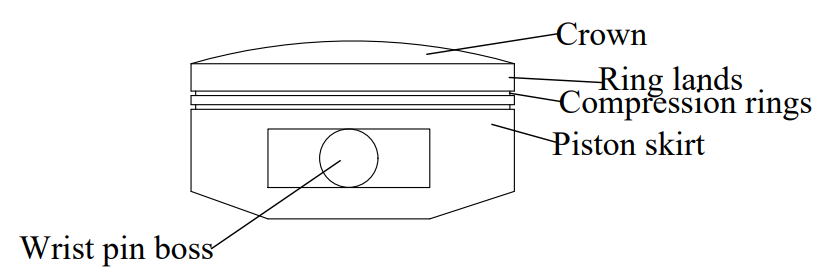 Crown
Ring lands
Compression rings
Piston skirt
Wrist pin boss